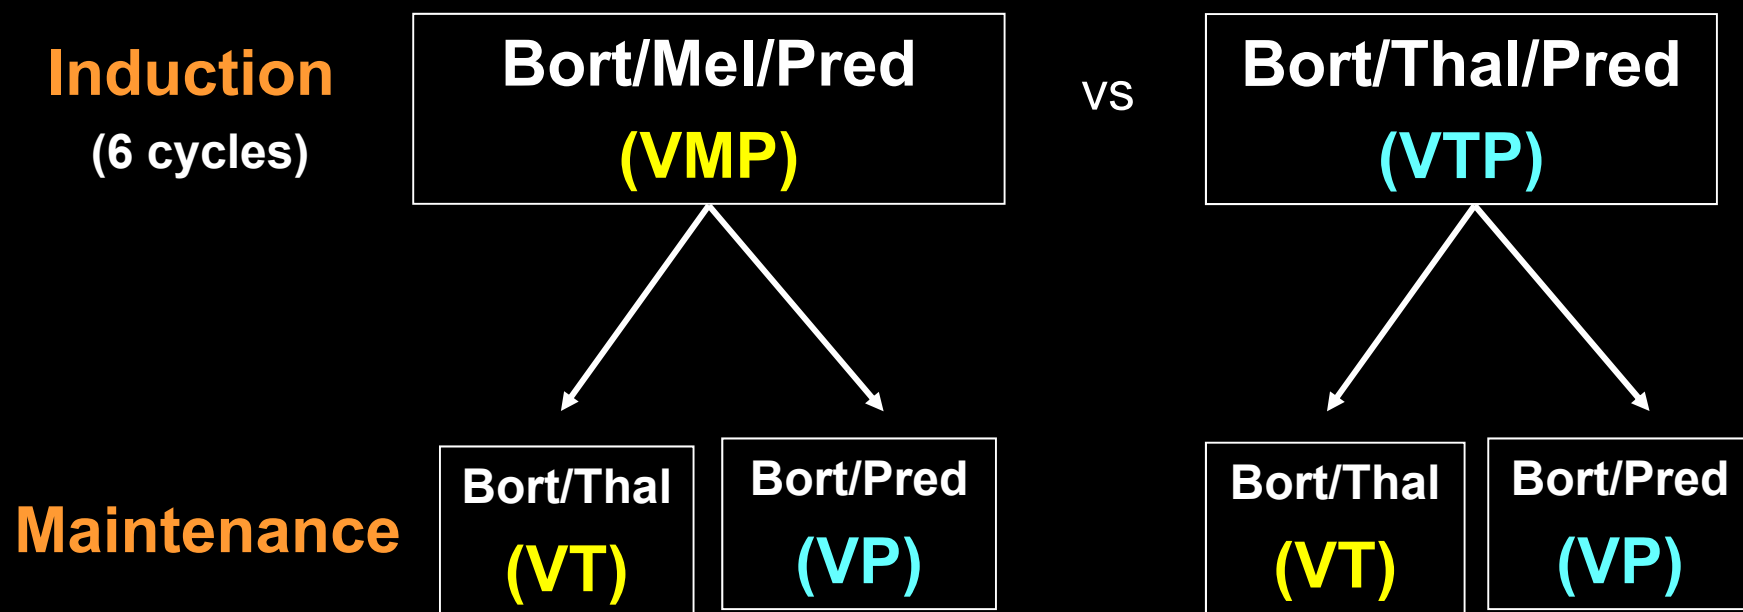 Induction
(6 cycles)
Bort/Mel/Pred
(VMP)
vs
Bort/Thal/Pred
(VTP)
Maintenance
Bort/Thal
(VT)
Bort/Pred
(VP)
Bort/Thal
(VT)
Bort/Pred
(VP)